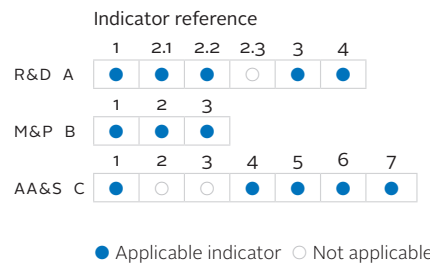 Indicator reference
1 2.1 2.2 2.3 3 4
R&D A
1 2 3
M&P B
1 2 3 4 5 6 7
AA&S C
Applicable indicator Not applicable